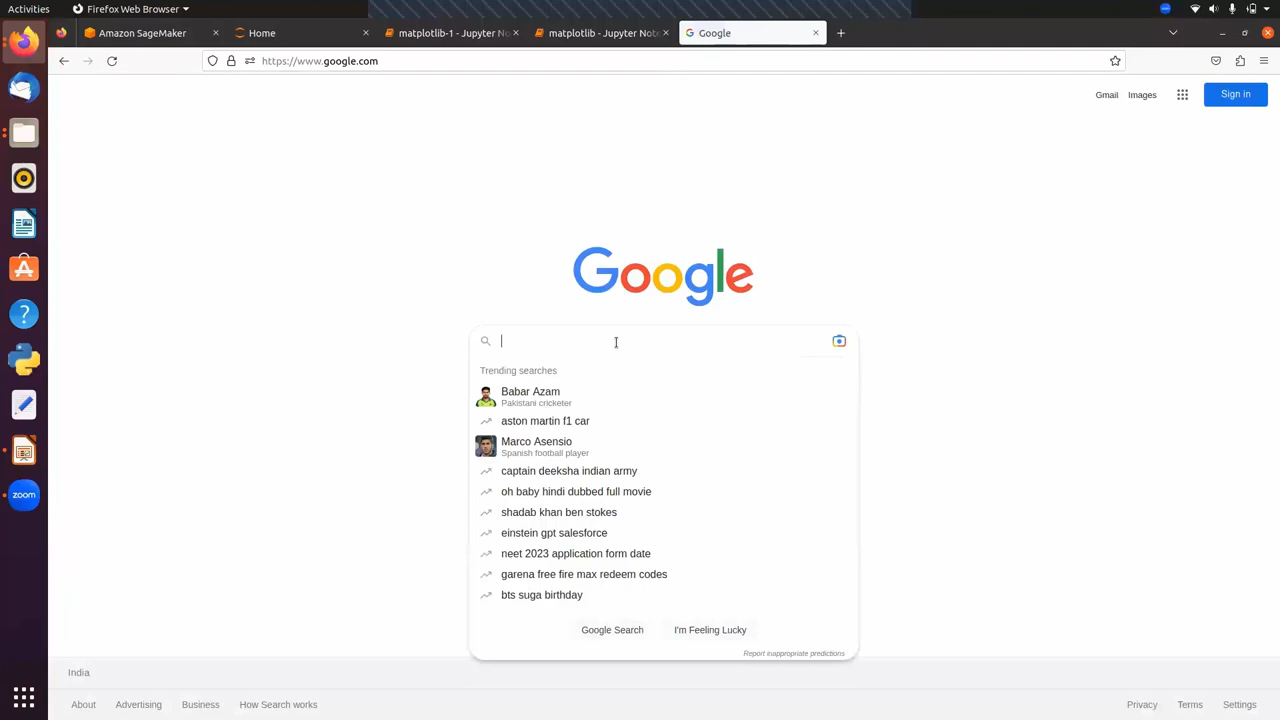 Activities
Firefox Web Browser
Amazon SageMaker
Home
matplotlib-1 - Jupyter No
matplotlib - Jupyter Note
Google
https://www.google.com
Gmail
Images
Sign in
Google
Trending searches
Babar Azam
Pakistani cricketer
aston martin f1 car
Marco Asensio
Spanish football player
captain deeksha indian army
oh baby hindi dubbed full movie
shadab khan ben stokes
einstein gpt salesforce
neet 2023 application form date
garena free fire max redeem codes
bts suga birthday
Google Search
I'm Feeling Lucky
Report inappropriate predictions
zoom
India
About
Advertising
Business
How Search works
Privacy
Terms
Settings